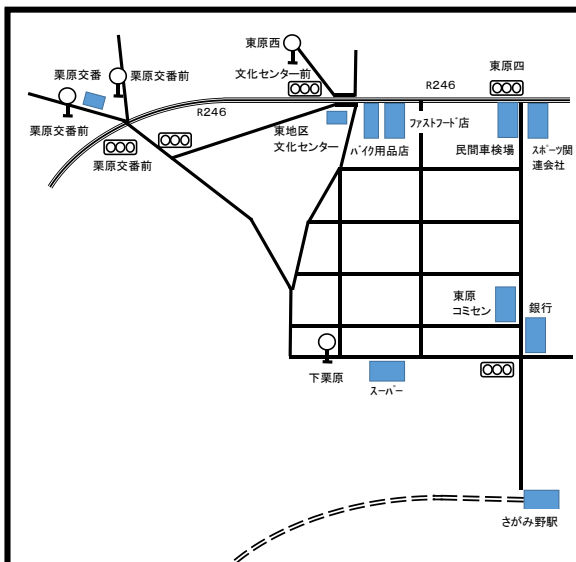 東原西
文化センター前
栗原交番
栗原交番前
栗原交番前
栗原交番前
R246
R246
東原四
東地区
文化センター
バイク用品店
ファストフード店
民間車検場
スポーツ関
連会社
東原
コミセン
銀行
下栗原
スーパー
さがみ野駅